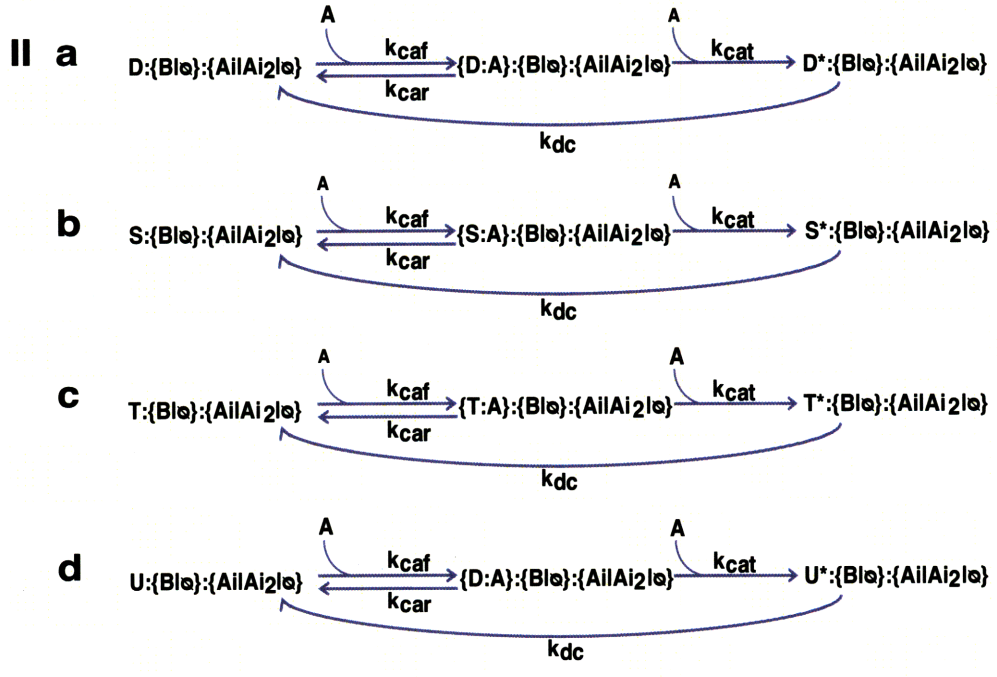 A A
II a D:{B|ø}:{Ai|Ai2|ø} kcaf {D:A}:{B|ø}:{Ai|Ai2|ø} kcat D*:{B|ø}:{Ai|Ai2|ø}
kcar
kdc
A A
b S:{B|ø}:{Ai|Ai2|ø} kcaf {S:A}:{B|ø}:{Ai|Ai2|ø} kcat S*:{B|ø}:{Ai|Ai2|ø}
kcar
kdc
A A
c T:{B|ø}:{Ai|Ai2|ø} kcaf {T:A}:{B|ø}:{Ai|Ai2|ø} kcat T*:{B|ø}:{Ai|Ai2|ø}
kcar
kdc
A A
d U:{B|ø}:{Ai|Ai2|ø} kcaf {D:A}:{B|ø}:{Ai|Ai2|ø} kcat U*:{B|ø}:{Ai|Ai2|ø}
kcar
kdc